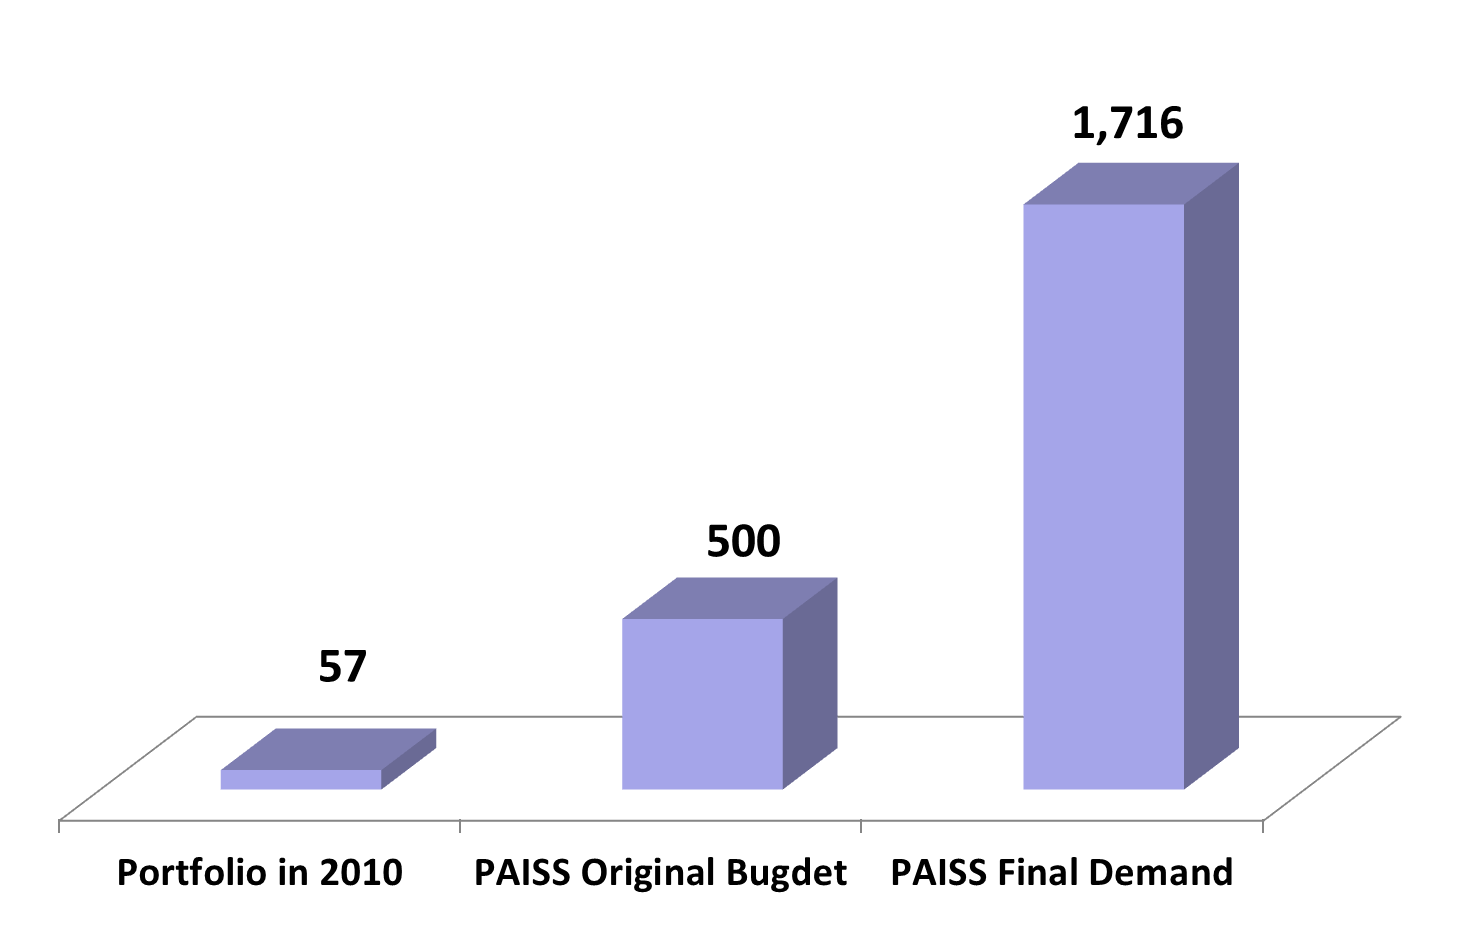 1,716
500
57
Portfolio in 2010
PAISS Original Bugdet
PAISS Final Demand